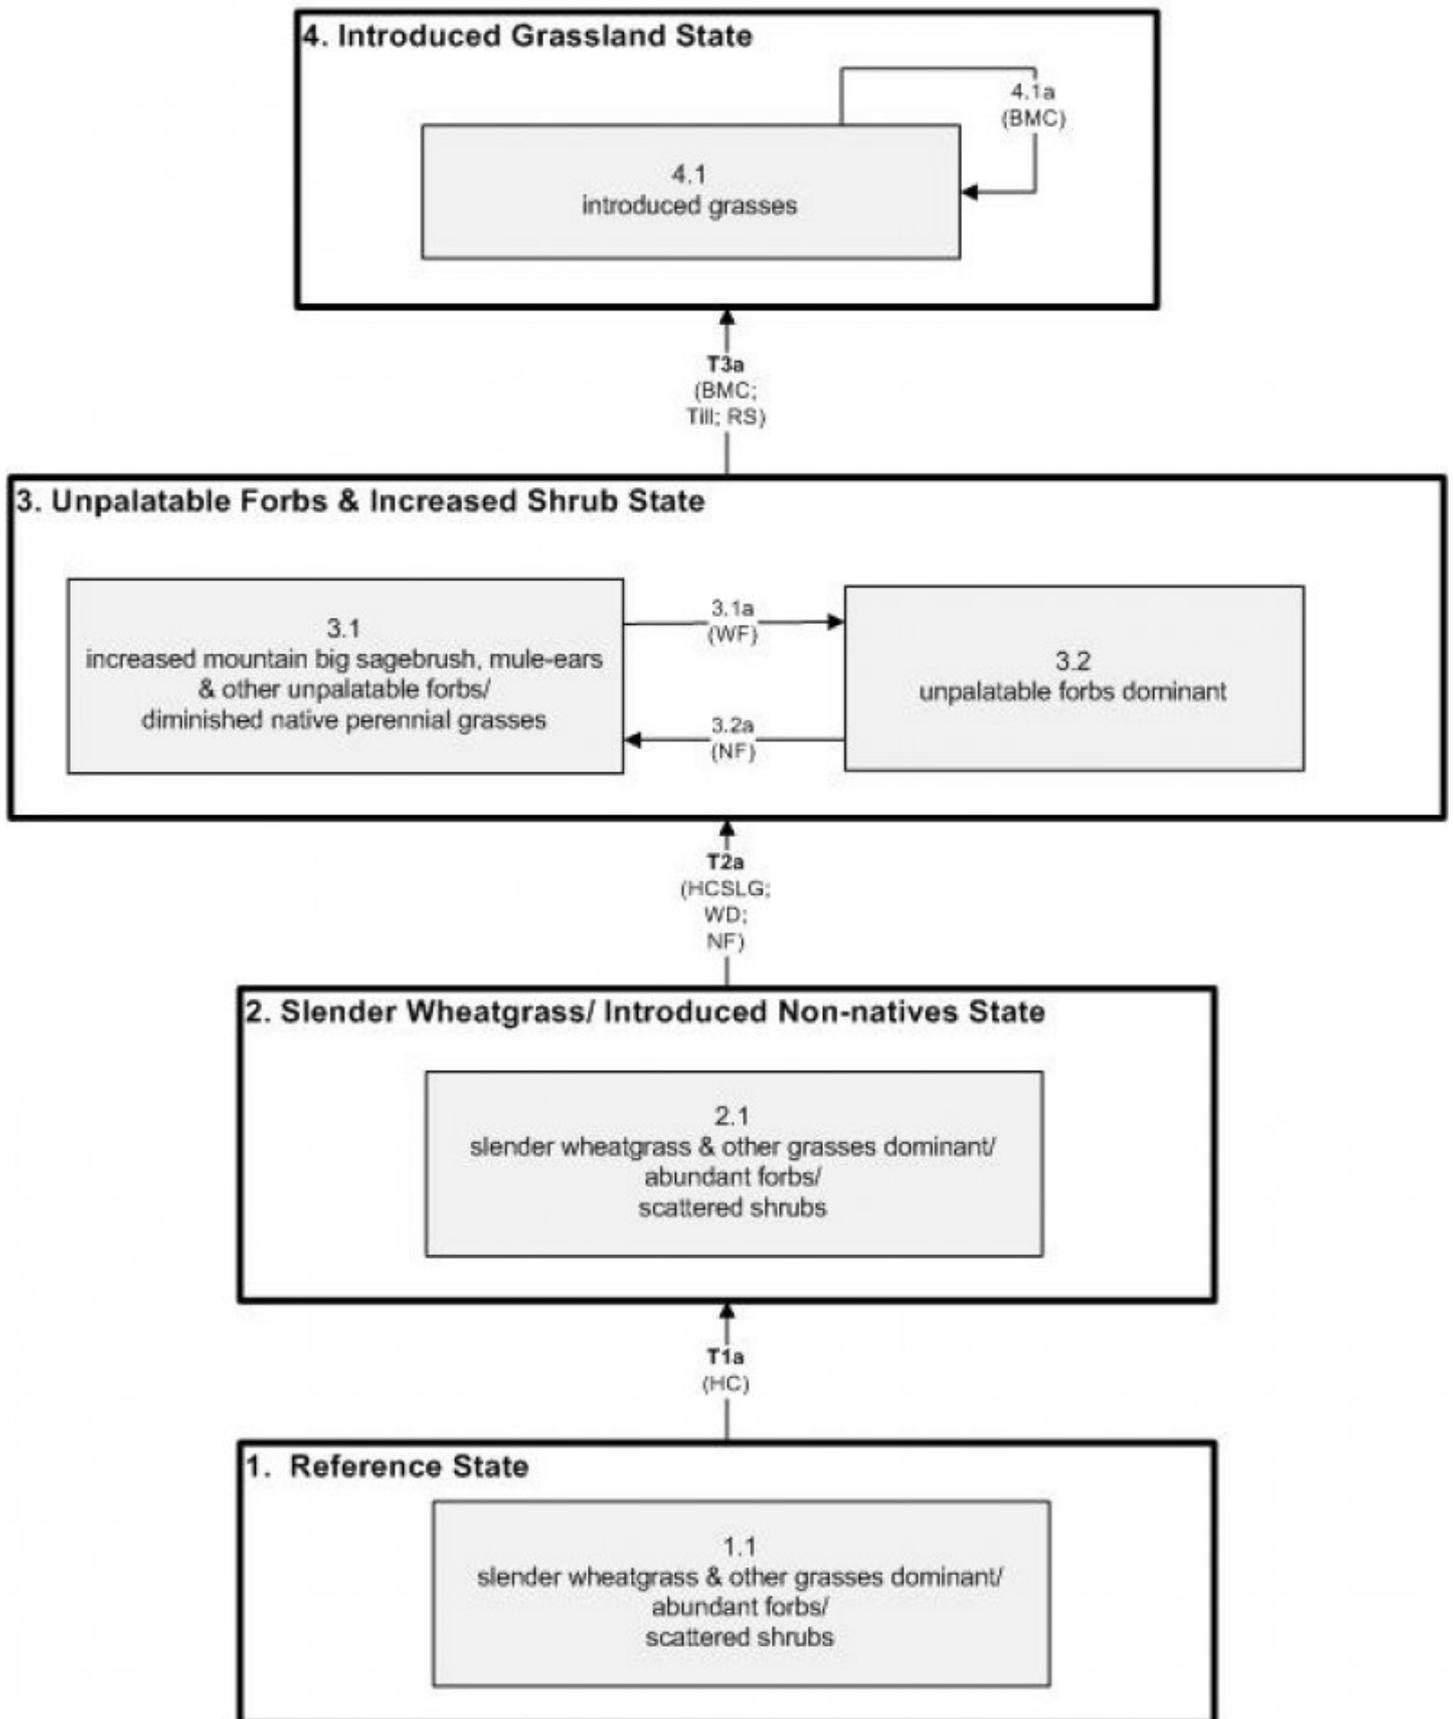 4. Introduced Grassland State
4.1a
(BMC)
4.1
introduced grasses
T3a
(BMC;
Till; RS)
3. Unpalatable Forbs & Increased Shrub State
3.1
increased mountain big sagebrush, mule-ears
& other unpalatable forbs/
diminished native perennial grasses
3.1a
(WF)
3.2a
(NF)
3.2
unpalatable forbs dominant
T2a
(HCSLG;
WD;
NF)
2. Slender Wheatgrass/ Introduced Non-natives State
2.1
slender wheatgrass & other grasses dominant/
abundant forbs/
scattered shrubs
T1a
(HC)
1. Reference State
1.1
slender wheatgrass & other grasses dominant/
abundant forbs/
scattered shrubs